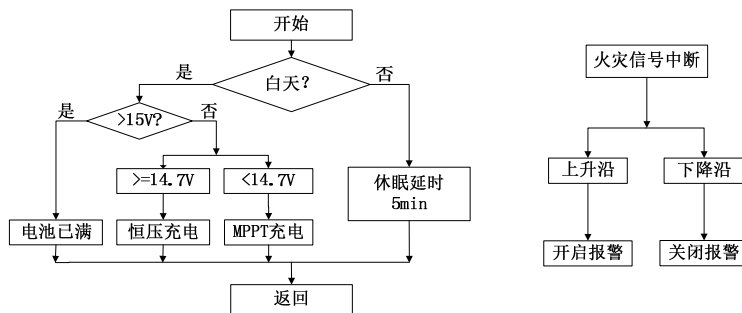 开始
是
白天?
否
火灾信号中断
是
>15V?
否
>=14.7V
<14.7V
休眠延时
5min
上升沿
下降沿
电池已满
恒压充电
MPPT充电
开启报警
关闭报警
返回